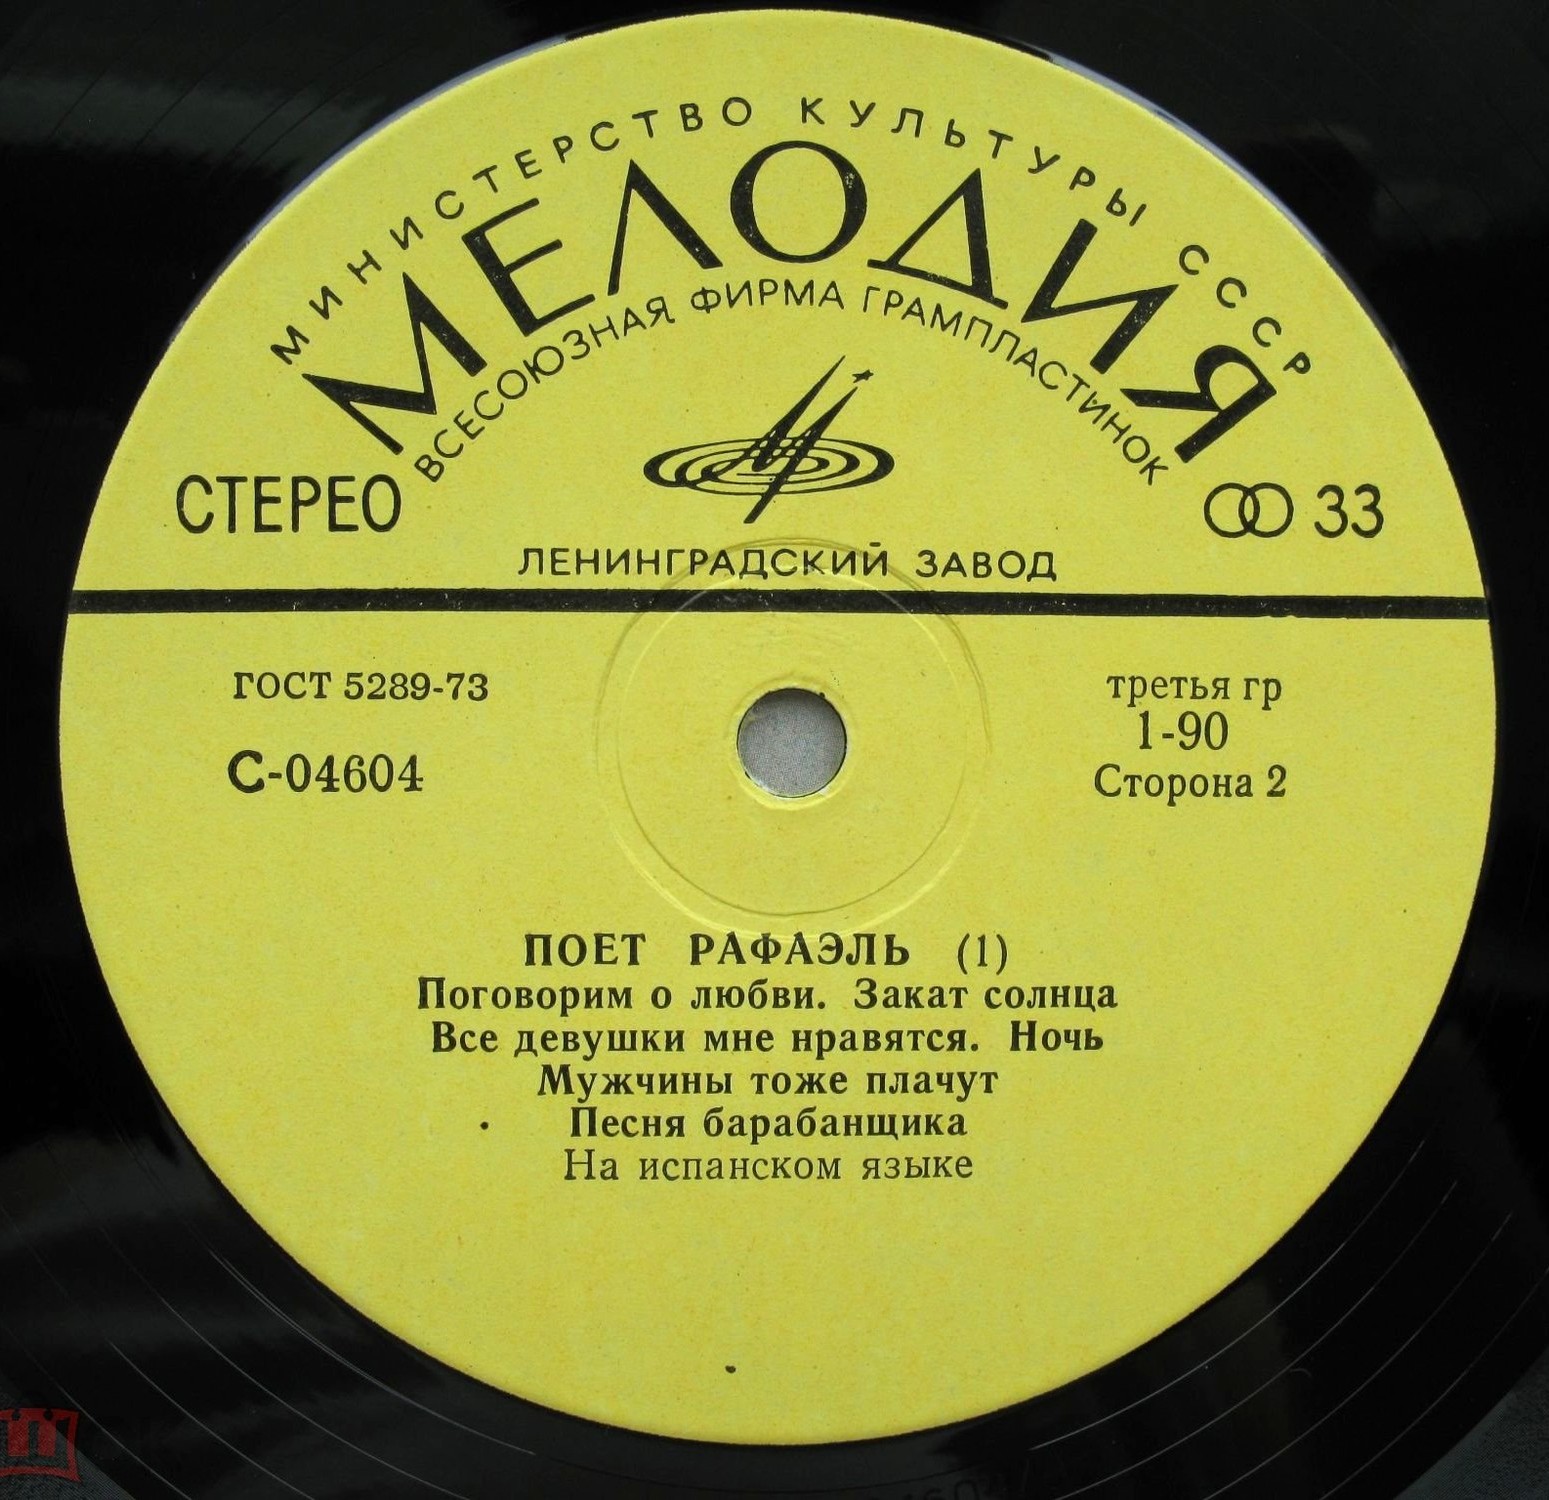 МИНИСТЕРСТВО КУЛЬТУРЫ СССР
МЕЛОДИЯ
ВСЕСОЮЗНАЯ ФИРМА ГРАМПЛАСТИНОК
СТЕРЕО
33
ЛЕНИНГРАДСКИЙ ЗАВОД
ГОСТ 5289-73
третья гр
1-90
С-04604
Сторона 2
ПОЕТ РАФАЭЛЬ (1)
Поговорим о любви. Закат солнца
Все девушки мне нравятся. Ночь
Мужчины тоже плачут
Песня барабанщика
На испанском языке